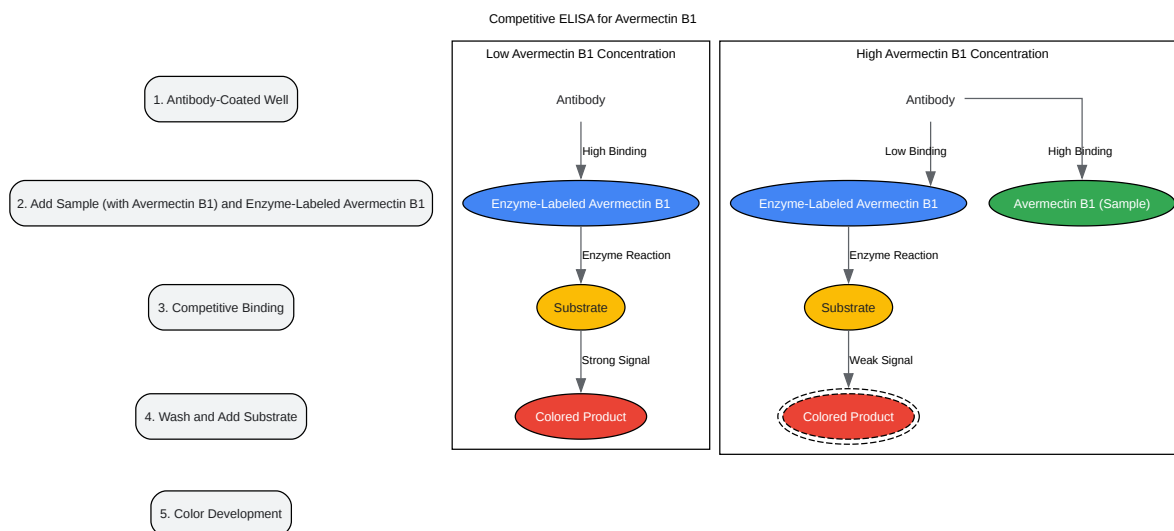 Competitive ELISA for Avermectin B1
1. Antibody-Coated Well
2. Add Sample (with Avermectin B1) and Enzyme-Labeled Avermectin B1
3. Competitive Binding
4. Wash and Add Substrate
5. Color Development
Low Avermectin B1 Concentration
Antibody
High Binding
Enzyme-Labeled Avermectin B1
Enzyme Reaction
Substrate
Strong Signal
Colored Product
High Avermectin B1 Concentration
Antibody
Low Binding
High Binding
Enzyme-Labeled Avermectin B1
Avermectin B1 (Sample)
Enzyme Reaction
Substrate
Weak Signal
Colored Product